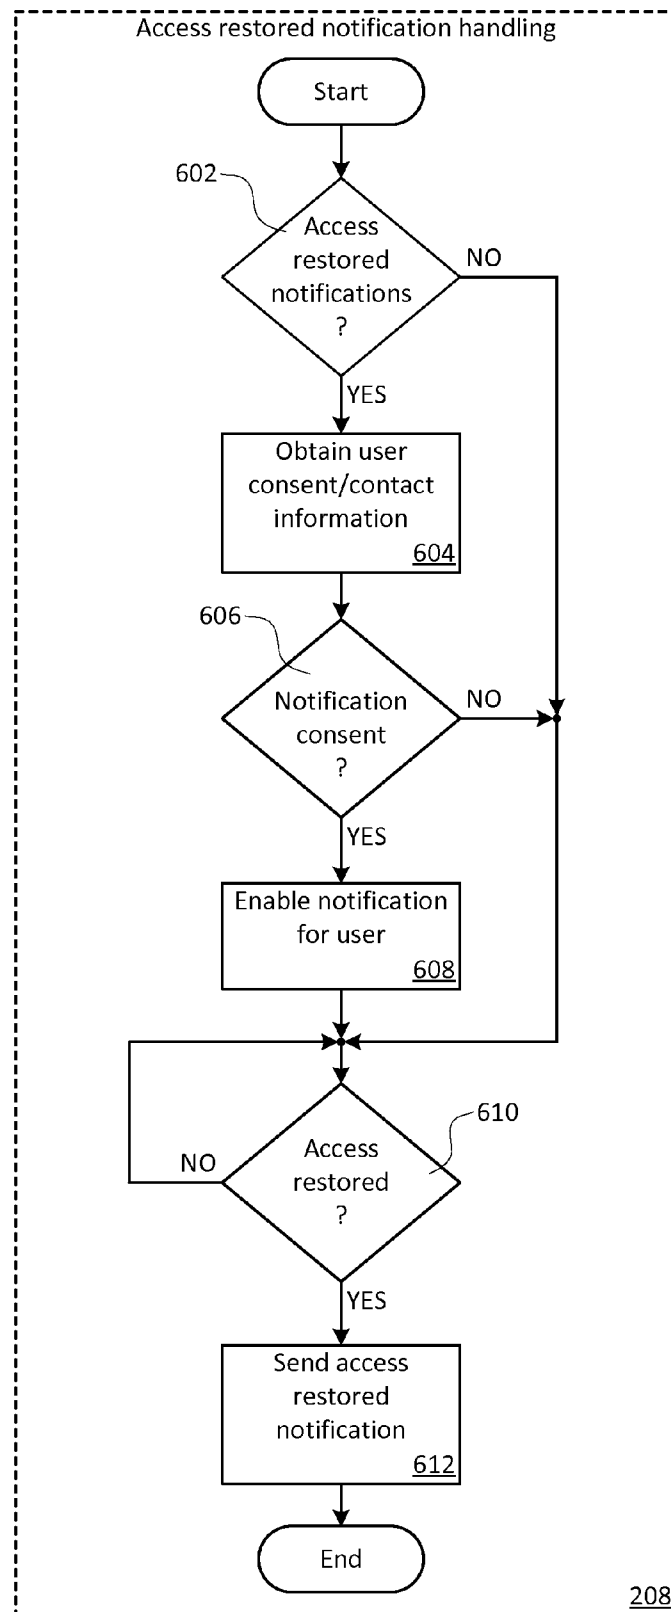 Access restored notification handling
Start
602
Access
restored
notifications
?
NO
YES
Obtain user
consent/contact
information
604
606
Notification
consent
?
NO
YES
Enable notification
for user
608
610
Access
restored
?
NO
YES
Send access
restored
notification
612
End
208